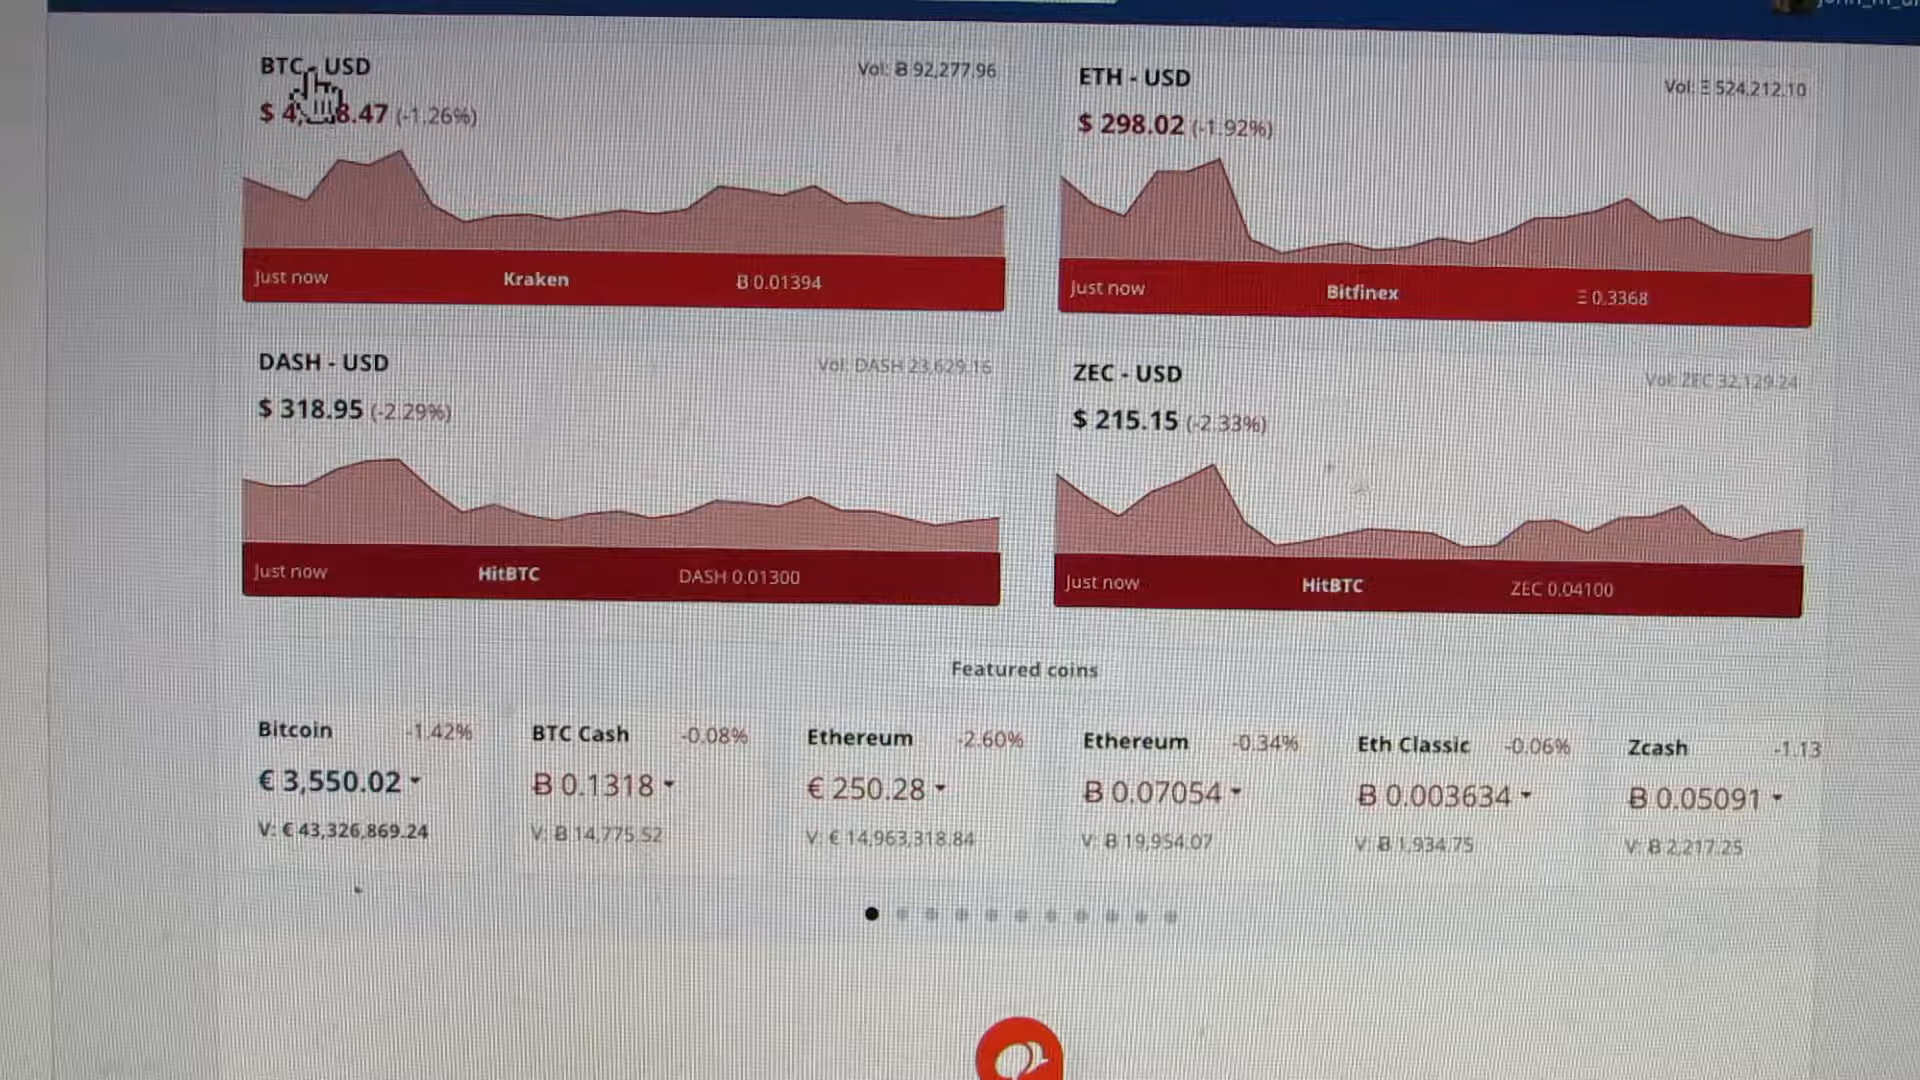 BTC - USD
Vol: Ƀ 92,277.96
(-1.26%)
ETH - USD
Vol: Ξ 524,212.10
$ 298.02 (-1.92%)
Just now Kraken Ƀ 0.01394
Just now Bitfinex Ξ 0.3368
DASH - USD
Vol: DASH 23,629.16
$ 318.95 (-2.29%)
ZEC - USD
Vol: ZEC 32,129.24
$ 215.15 (-2.33%)
Just now HitBTC DASH 0.01300
Just now HitBTC ZEC 0.04100
Featured coins
Bitcoin -1.42%
€ 3,550.02
V: € 43,326,869.24
BTC Cash -0.08%
Ƀ 0.1318
V: Ƀ 14,775.52
Ethereum -2.60%
€ 250.28
V: € 14,963,318.84
Ethereum -0.34%
Ƀ 0.07054
V: Ƀ 19,954.07
Eth Classic -0.06%
Ƀ 0.003634
V: Ƀ 1,934.75
Zcash -1.13
Ƀ 0.05091
V: Ƀ 2,217.25